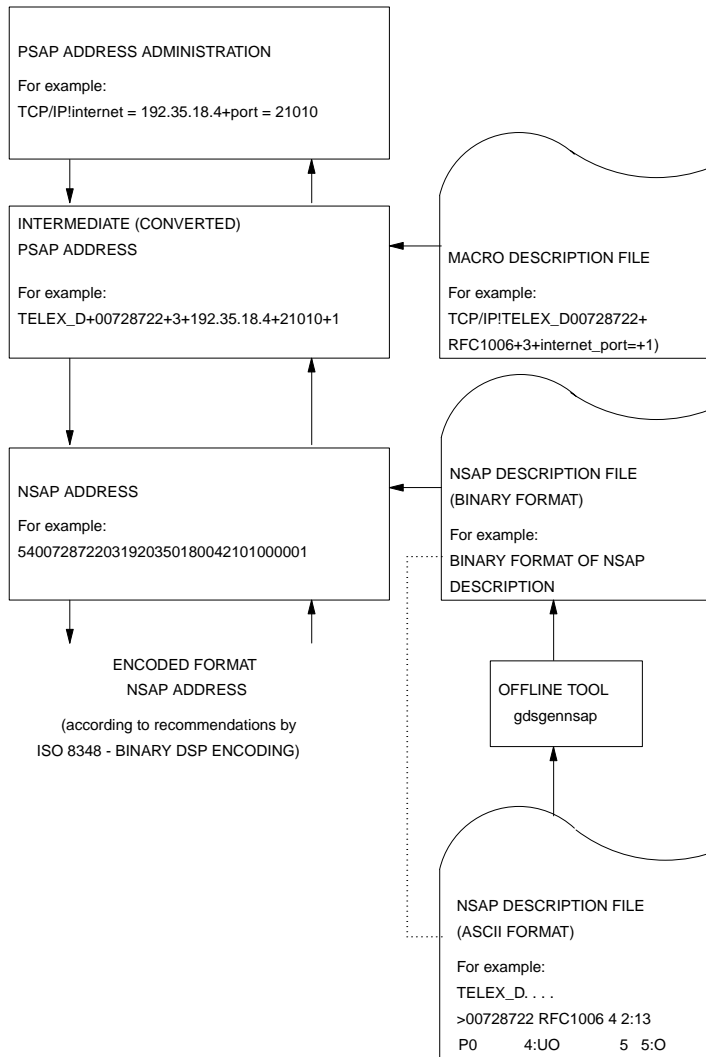 PSAP ADDRESS ADMINISTRATION
For example:
TCP/IP!internet = 192.35.18.4+port = 21010
INTERMEDIATE (CONVERTED)
PSAP ADDRESS
For example:
TELEX_D+00728722+3+192.35.18.4+21010+1
MACRO DESCRIPTION FILE
For example:
TCP/IP!TELEX_D00728722+
RFC1006+3+internet_port=+1)
NSAP ADDRESS
For example:
5400728722031920350180042101000001
NSAP DESCRIPTION FILE
(BINARY FORMAT)
For example:
BINARY FORMAT OF NSAP
DESCRIPTION
ENCODED FORMAT
NSAP ADDRESS
(according to recommendations by
ISO 8348 - BINARY DSP ENCODING)
OFFLINE TOOL
gdsgennsap
NSAP DESCRIPTION FILE
(ASCII FORMAT)
For example:
TELEX_D. . . .
>00728722 RFC1006 4 2:13
P0 4:UO 5 5:O